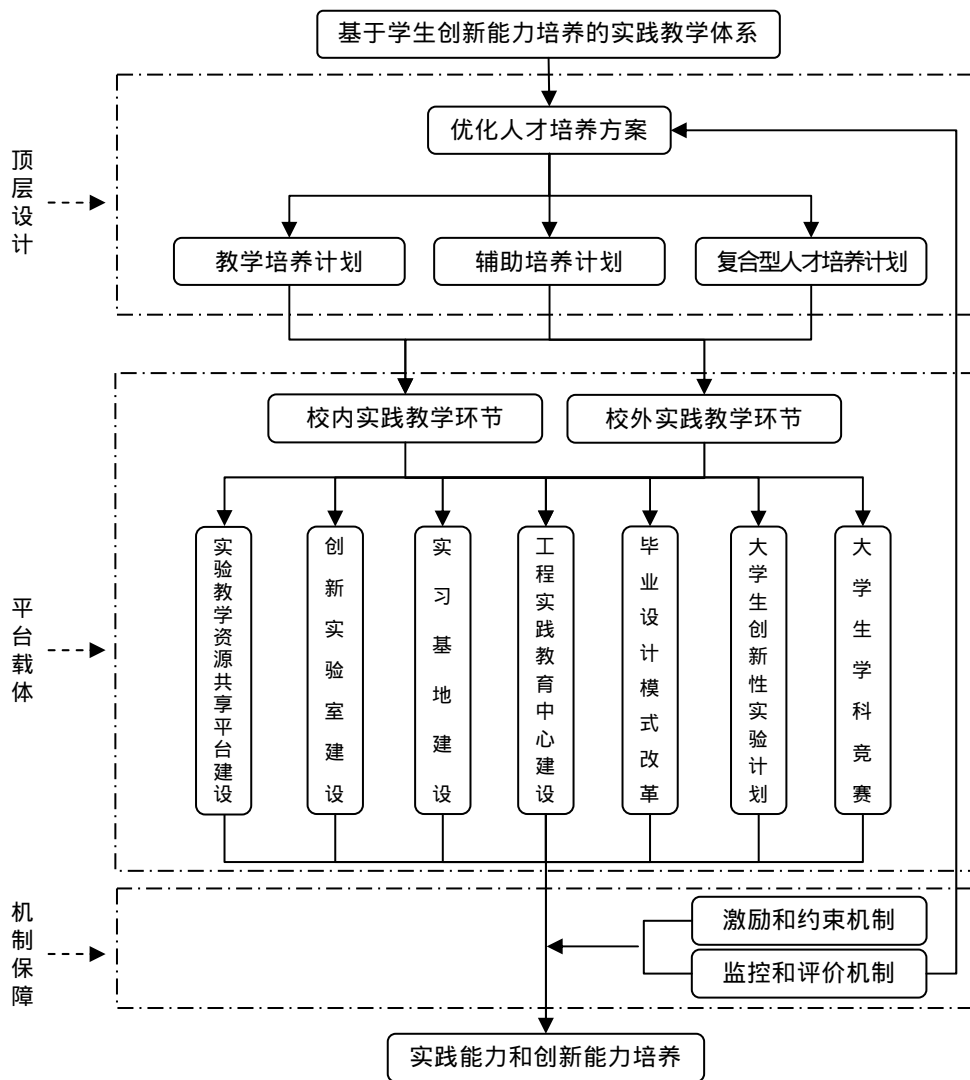 基于学生创新能力培养的实践教学体系
顶层设计
优化人才培养方案
教学培养计划
辅助培养计划
复合型人才培养计划
平台载体
校内实践教学环节
校外实践教学环节
实验教学资源共享平台建设
创新实验室建设
实习基地建设
工程实践教育中心建设
毕业设计模式改革
大学生创新性实验计划
大学生学科竞赛
机制保障
激励和约束机制
监控和评价机制
实践能力和创新能力培养